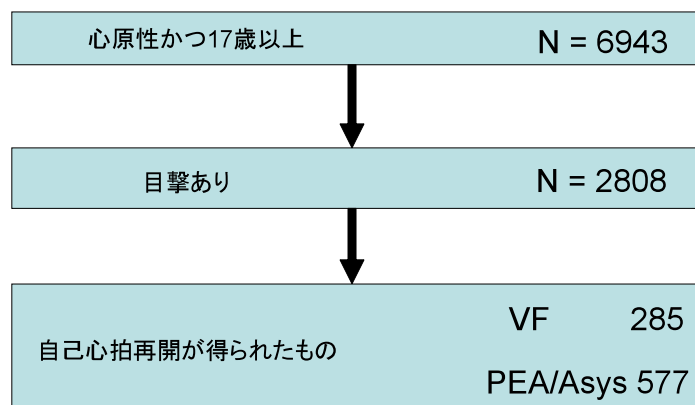 心原性かつ17歳以上 N = 6943
目撃あり N = 2808
VF 285
自己心拍再開が得られたもの
PEA/Asys 577